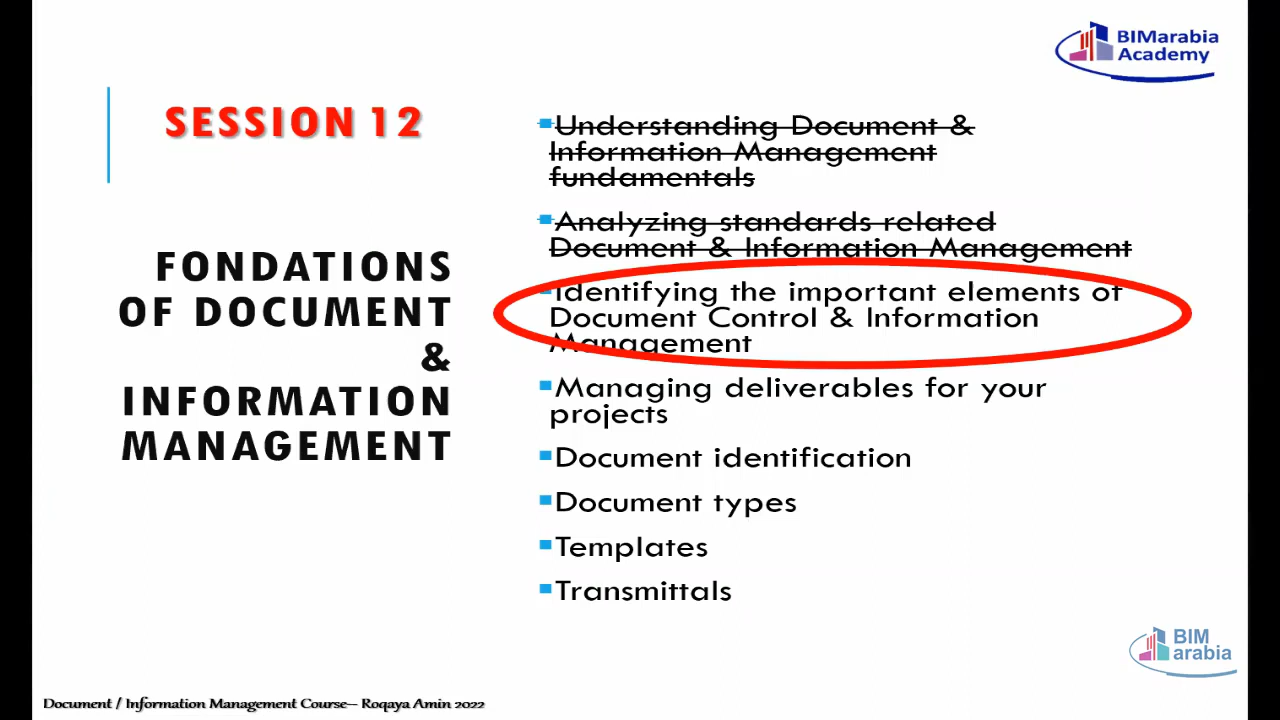 BIMarabia
Academy
SESSION 12
FONDATIONS
OF DOCUMENT
&
INFORMATION
MANAGEMENT
Understanding Document &
Information Management
fundamentals
Analyzing standards related
Document & Information Management
Identifying the important elements of
Document Control & Information
Management
Managing deliverables for your
projects
Document identification
Document types
Templates
Transmittals
BIM
arabia
Document / Information Management Course– Roqaya Amin 2022